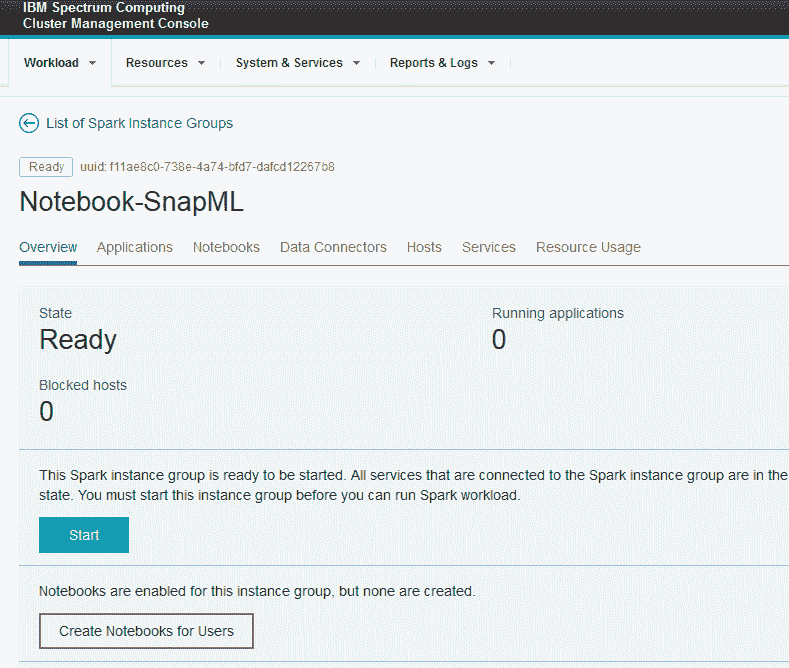 IBM Spectrum Computing
Cluster Management Console
Workload Resources System & Services Reports & Logs
List of Spark Instance Groups
Ready uuid: f11ae8c0-738e-4a74-bfd7-dafcd12267b8
Notebook-SnapML
Overview Applications Notebooks Data Connectors Hosts Services Resource Usage
State Running applications
Ready 0
Blocked hosts
0
This Spark instance group is ready to be started. All services that are connected to the Spark instance group are in the
state. You must start this instance group before you can run Spark workload.
Start
Notebooks are enabled for this instance group, but none are created.
Create Notebooks for Users